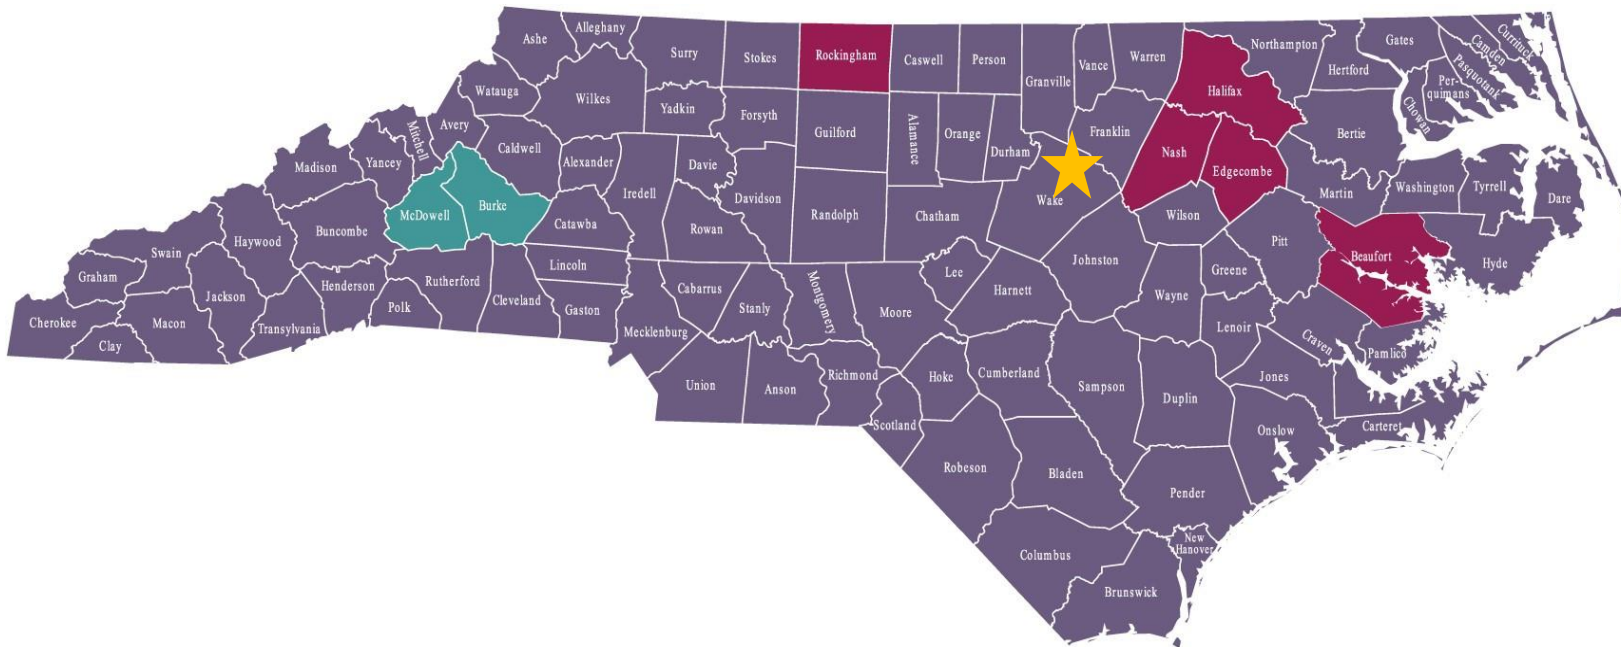 Ashe
Alleghany
Surry
Stokes
Rockingham
Caswell
Person
Granville
Vance
Warren
Northampton
Gates
Camden
Currituck
Pasquotank
Per-
quimans
Chowan
Hertford
Halifax
Bertie
Watauga
Wilkes
Yadkin
Forsyth
Guilford
Alamance
Orange
Durham
Franklin
Nash
Edgecombe
Martin
Washington
Tyrrell
Dare
Mitchell
Avery
Caldwell
Alexander
Davie
Iredell
Davidson
Madison
Yancey
McDowell
Burke
Catawba
Rowan
Randolph
Chatham
Wake
Wilson
Pitt
Beaufort
Hyde
Buncombe
Haywood
Swain
Graham
Cherokee
Clay
Macon
Jackson
Transylvania
Henderson
Polk
Rutherford
Cleveland
Lincoln
Gaston
Mecklenburg
Cabarrus
Stanly
Montgomery
Moore
Lee
Harnett
Johnston
Wayne
Greene
Lenoir
Craven
Pamlico
Jones
Union
Anson
Richmond
Scotland
Hoke
Cumberland
Sampson
Duplin
Onslow
Carteret
Robeson
Bladen
Pender
Columbus
New
Hanover
Brunswick